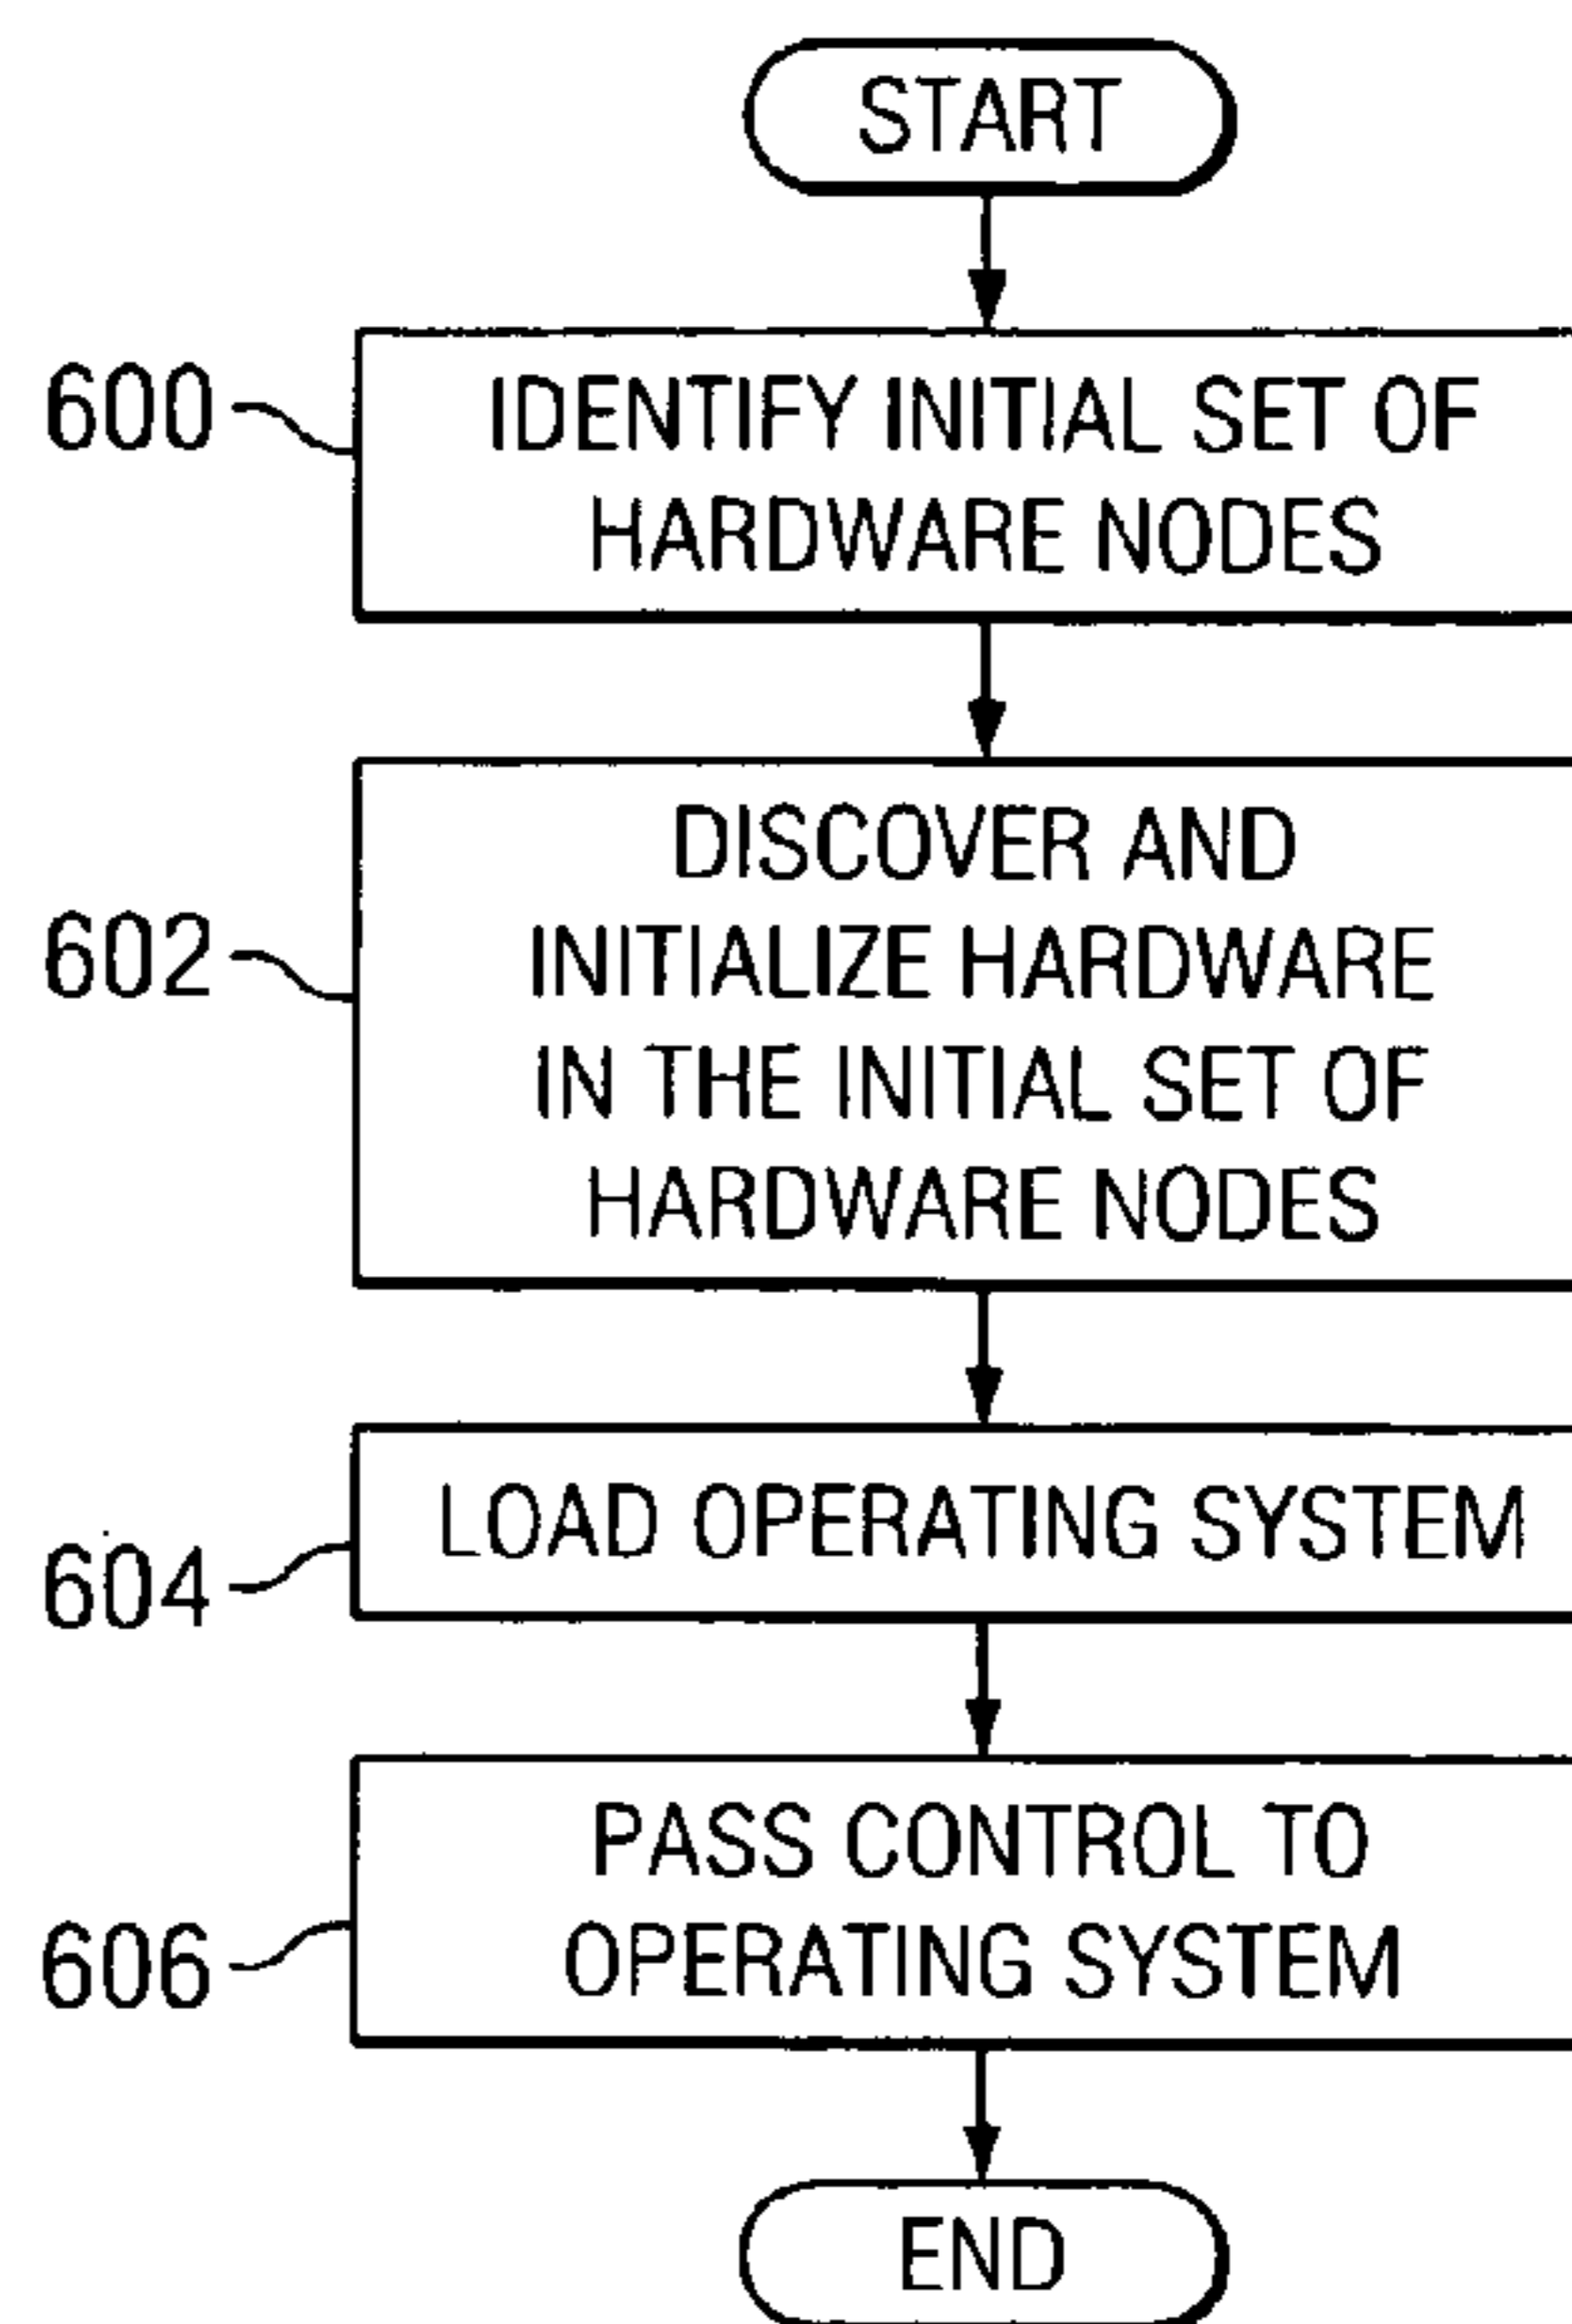 START
600
IDENTIFY INITIAL SET OF
HARDWARE NODES
602
DISCOVER AND
INITIALIZE HARDWARE
IN THE INITIAL SET OF
HARDWARE NODES
604
LOAD OPERATING SYSTEM
606
PASS CONTROL TO
OPERATING SYSTEM
END